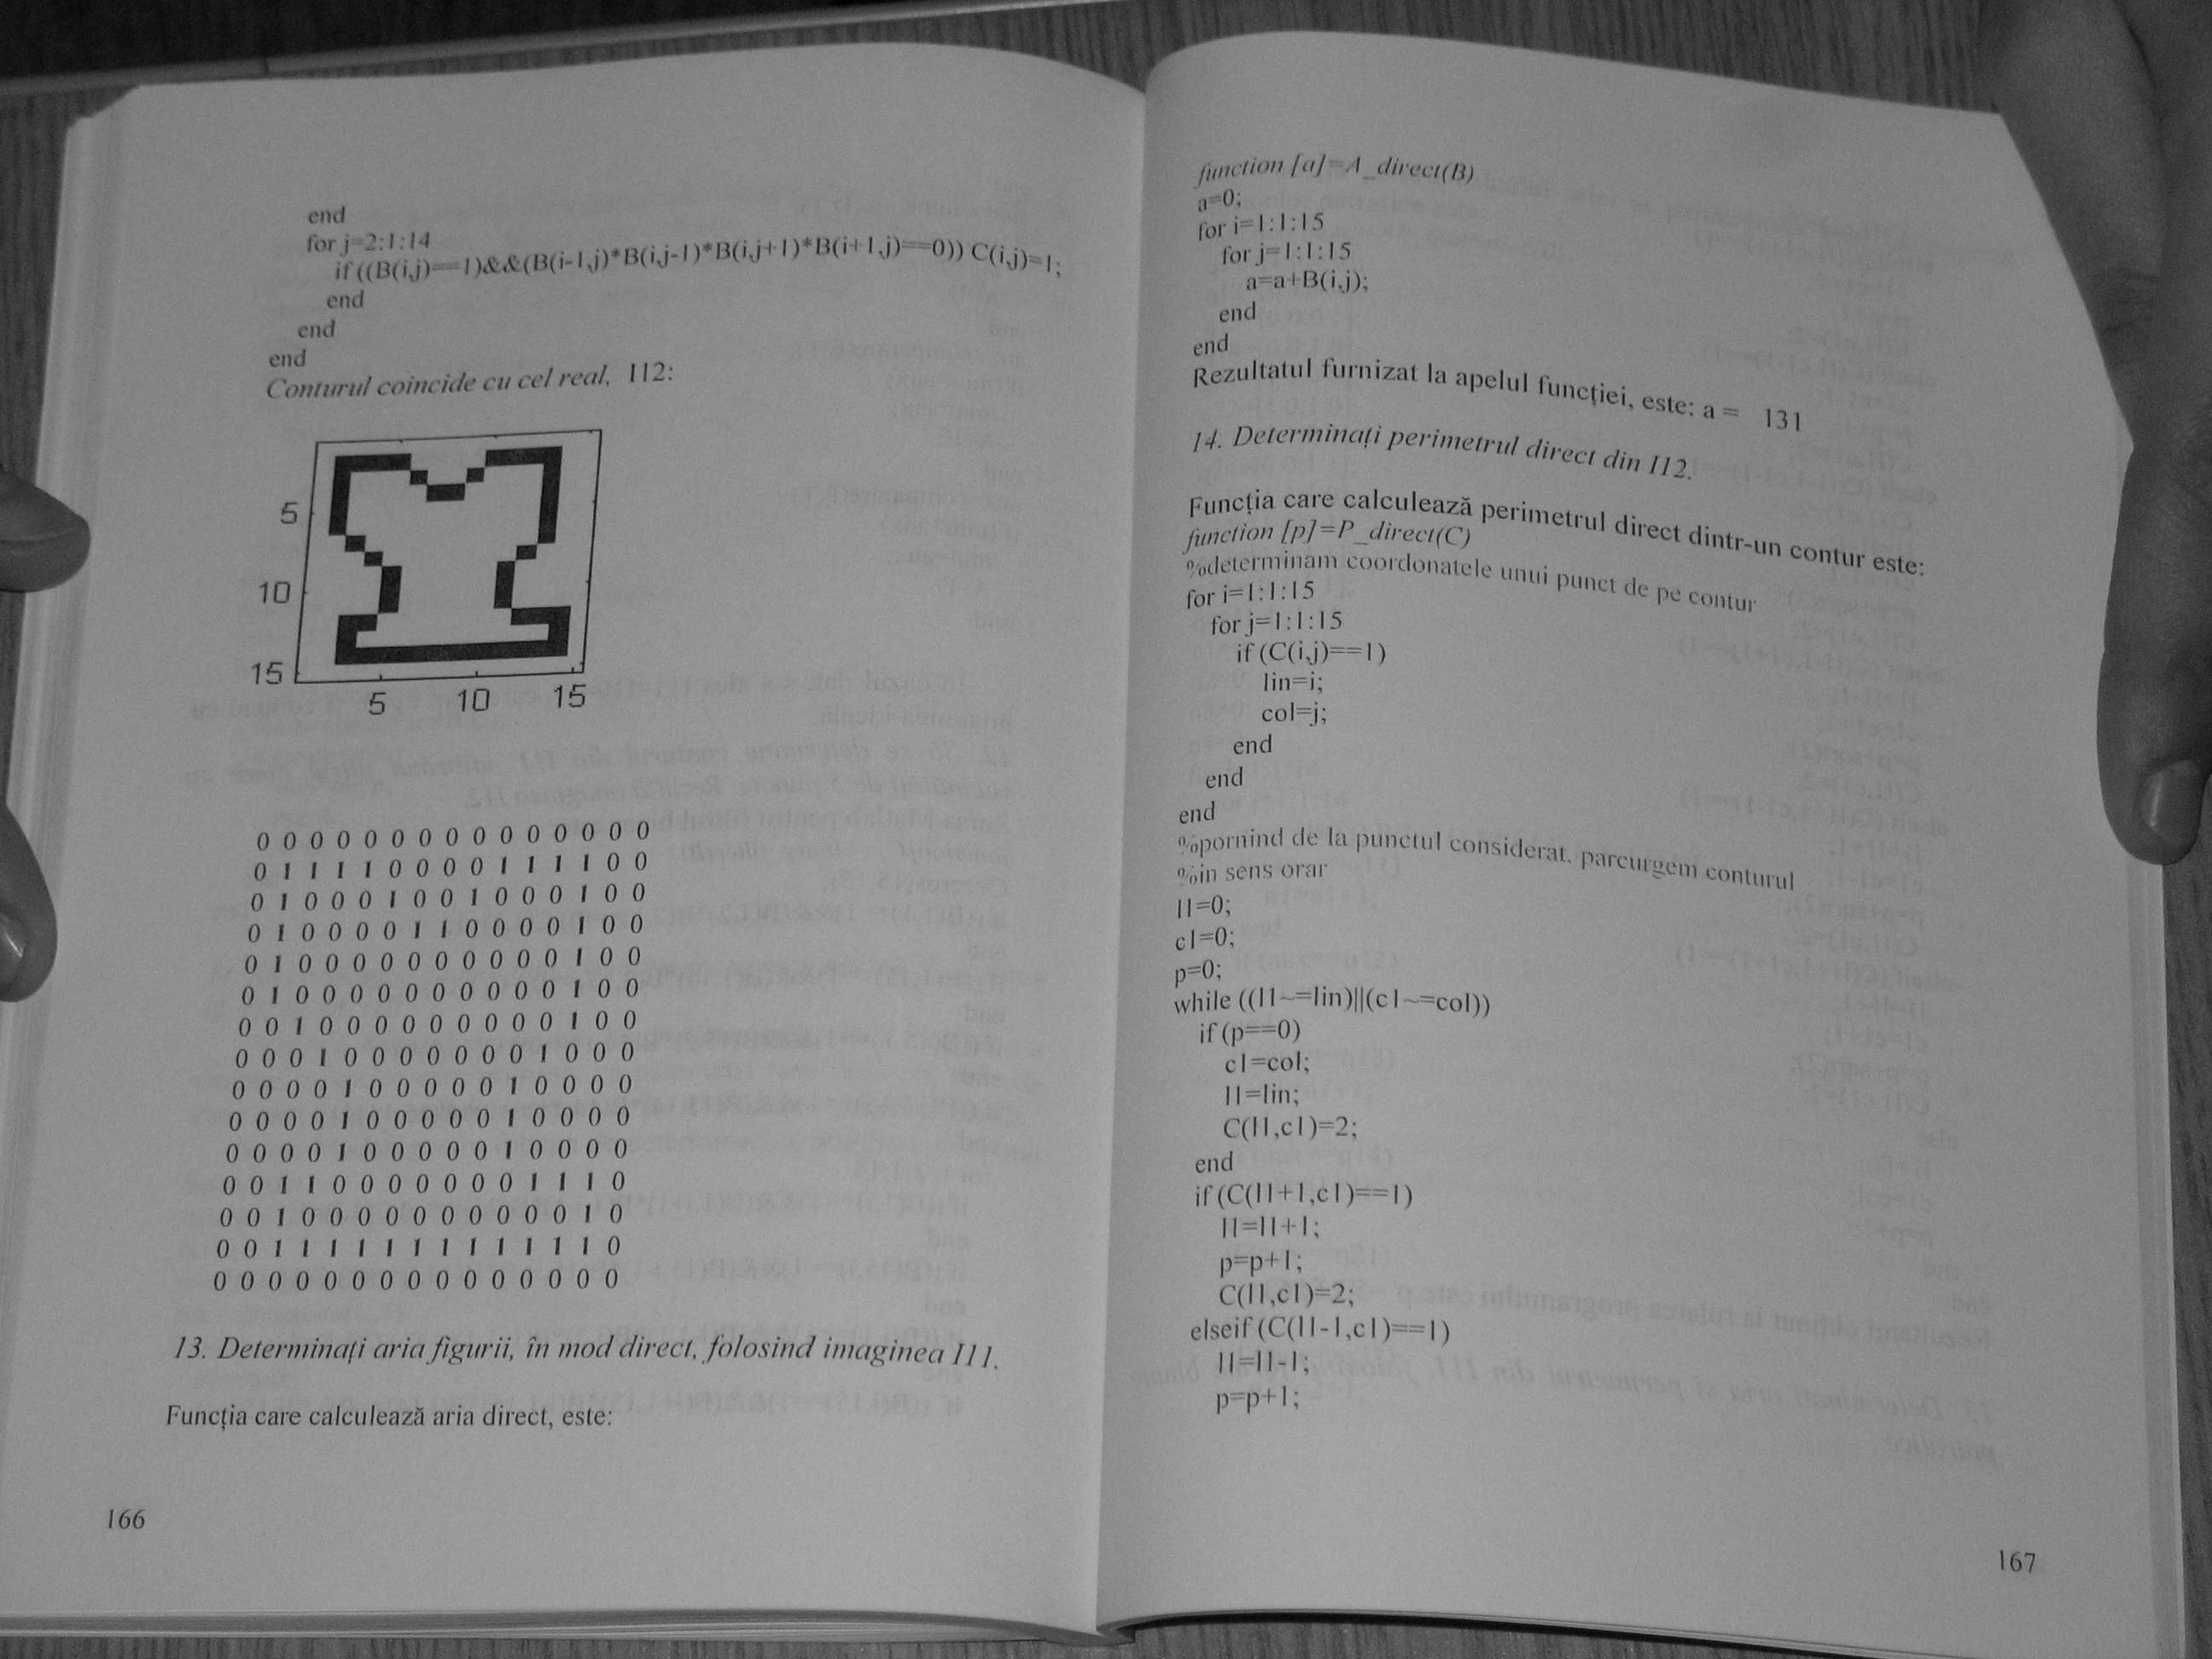 end
for j=2:1:14
if ((B(i,j)==1)&&(B(i-1,j)*B(i,j-1)*B(i,j+1)*B(i+1,j)==0)) C(i,j)=1;
end
end
end
Conturul coincide cu cel real, I12:
5
10
15
5 10 15
0 0 0 0 0 0 0 0 0 0 0 0 0 0 0
0 1 1 1 1 0 0 0 0 1 1 1 1 0 0
0 1 0 0 0 1 0 0 1 0 0 0 1 0 0
0 1 0 0 0 0 1 1 0 0 0 0 1 0 0
0 1 0 0 0 0 0 0 0 0 0 0 1 0 0
0 1 0 0 0 0 0 0 0 0 0 0 1 0 0
0 0 1 0 0 0 0 0 0 0 0 0 1 0 0
0 0 0 1 0 0 0 0 0 0 0 1 0 0 0
0 0 0 0 1 0 0 0 0 0 1 0 0 0 0
0 0 0 0 1 0 0 0 0 0 1 0 0 0 0
0 0 0 0 1 0 0 0 0 0 1 0 0 0 0
0 0 1 1 0 0 0 0 0 0 0 1 1 1 0
0 0 1 0 0 0 0 0 0 0 0 0 0 1 0
0 0 1 1 1 1 1 1 1 1 1 1 1 1 0
0 0 0 0 0 0 0 0 0 0 0 0 0 0 0
13. Determinați aria figurii, în mod direct, folosind imaginea I11.
Funcția care calculează aria direct, este:
166
function [a]=A_direct(B)
a=0;
for i=1:1:15
for j=1:1:15
a=a+B(i,j);
end
end
Rezultatul furnizat la apelul funcției, este: a = 131
14. Determinați perimetrul direct din I12.
Funcția care calculează perimetrul direct dintr-un contur este:
function [p]=P_direct(C)
%determinam coordonatele unui punct de pe contur
for i=1:1:15
for j=1:1:15
if (C(i,j)==1)
lin=i;
col=j;
end
end
end
%pornind de la punctul considerat, parcurgem conturul
%in sens orar
l1=0;
c1=0;
p=0;
while ((l1~=lin)||(c1~=col))
if (p==0)
c1=col;
l1=lin;
C(l1,c1)=2;
end
if (C(l1+1,c1)==1)
l1=l1+1;
p=p+1;
C(l1,c1)=2;
elseif (C(l1-1,c1)==1)
l1=l1-1;
p=p+1;
167